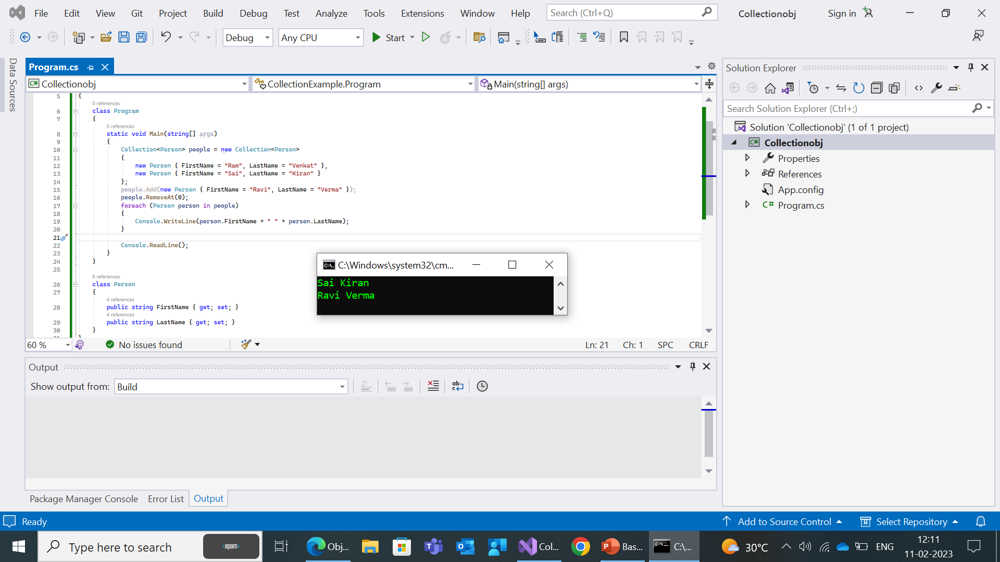 File Edit View Git Project Build Debug Test Analyze Tools Extensions Window Help Search (Ctrl+Q) Collectionobj Sign in
Debug Any CPU Start
Data Sources
Program.cs
Collectionobj CollectionExample.Program Main(string[] args)
5 {
0 references
6 class Program
7 {
0 references
8 static void Main(string[] args)
9 {
10 Collection<Person> people = new Collection<Person>
11 {
12 new Person { FirstName = "Ram", LastName = "Venkat" },
13 new Person { FirstName = "Sai", LastName = "Kiran" }
14 };
15 people.Add(new Person { FirstName = "Ravi", LastName = "Verma" });
16 people.RemoveAt(0);
17 foreach (Person person in people)
18 {
19 Console.WriteLine(person.FirstName + " " + person.LastName);
20 }
21
22 Console.ReadLine();
23 }
24 }
25
6 references
26 class Person
27 {
4 references
28 public string FirstName { get; set; }
4 references
29 public string LastName { get; set; }
30 }
31 }
C:\Windows\system32\cm...
Sai Kiran
Ravi Verma
60 % No issues found Ln: 21 Ch: 1 SPC CRLF
Output
Show output from: Build
Package Manager Console Error List Output
Solution Explorer
Search Solution Explorer (Ctrl+;)
Solution 'Collectionobj' (1 of 1 project)
C# Collectionobj
Properties
References
App.config
C# Program.cs
Ready Add to Source Control Select Repository
Type here to search <epam> Obj... Col... Bas... C:\... 30°C ENG 12:11
11-02-2023